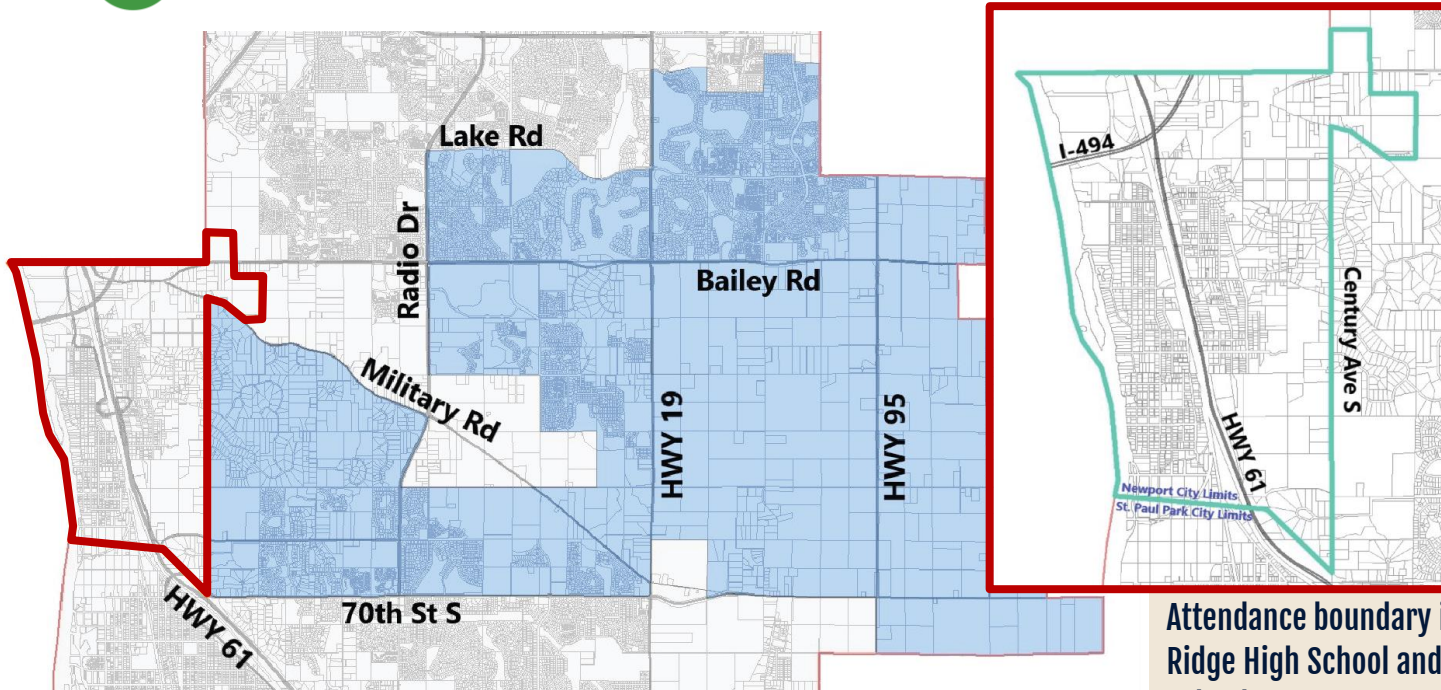 Lake Rd
Radio Dr
Bailey Rd
Military Rd
HWY 19
HWY 95
HWY 61
70th St S
I-494
Century Ave S
HWY 61
Newport City Limits
St. Paul Park City Limits
Attendance boundary
Ridge High School and